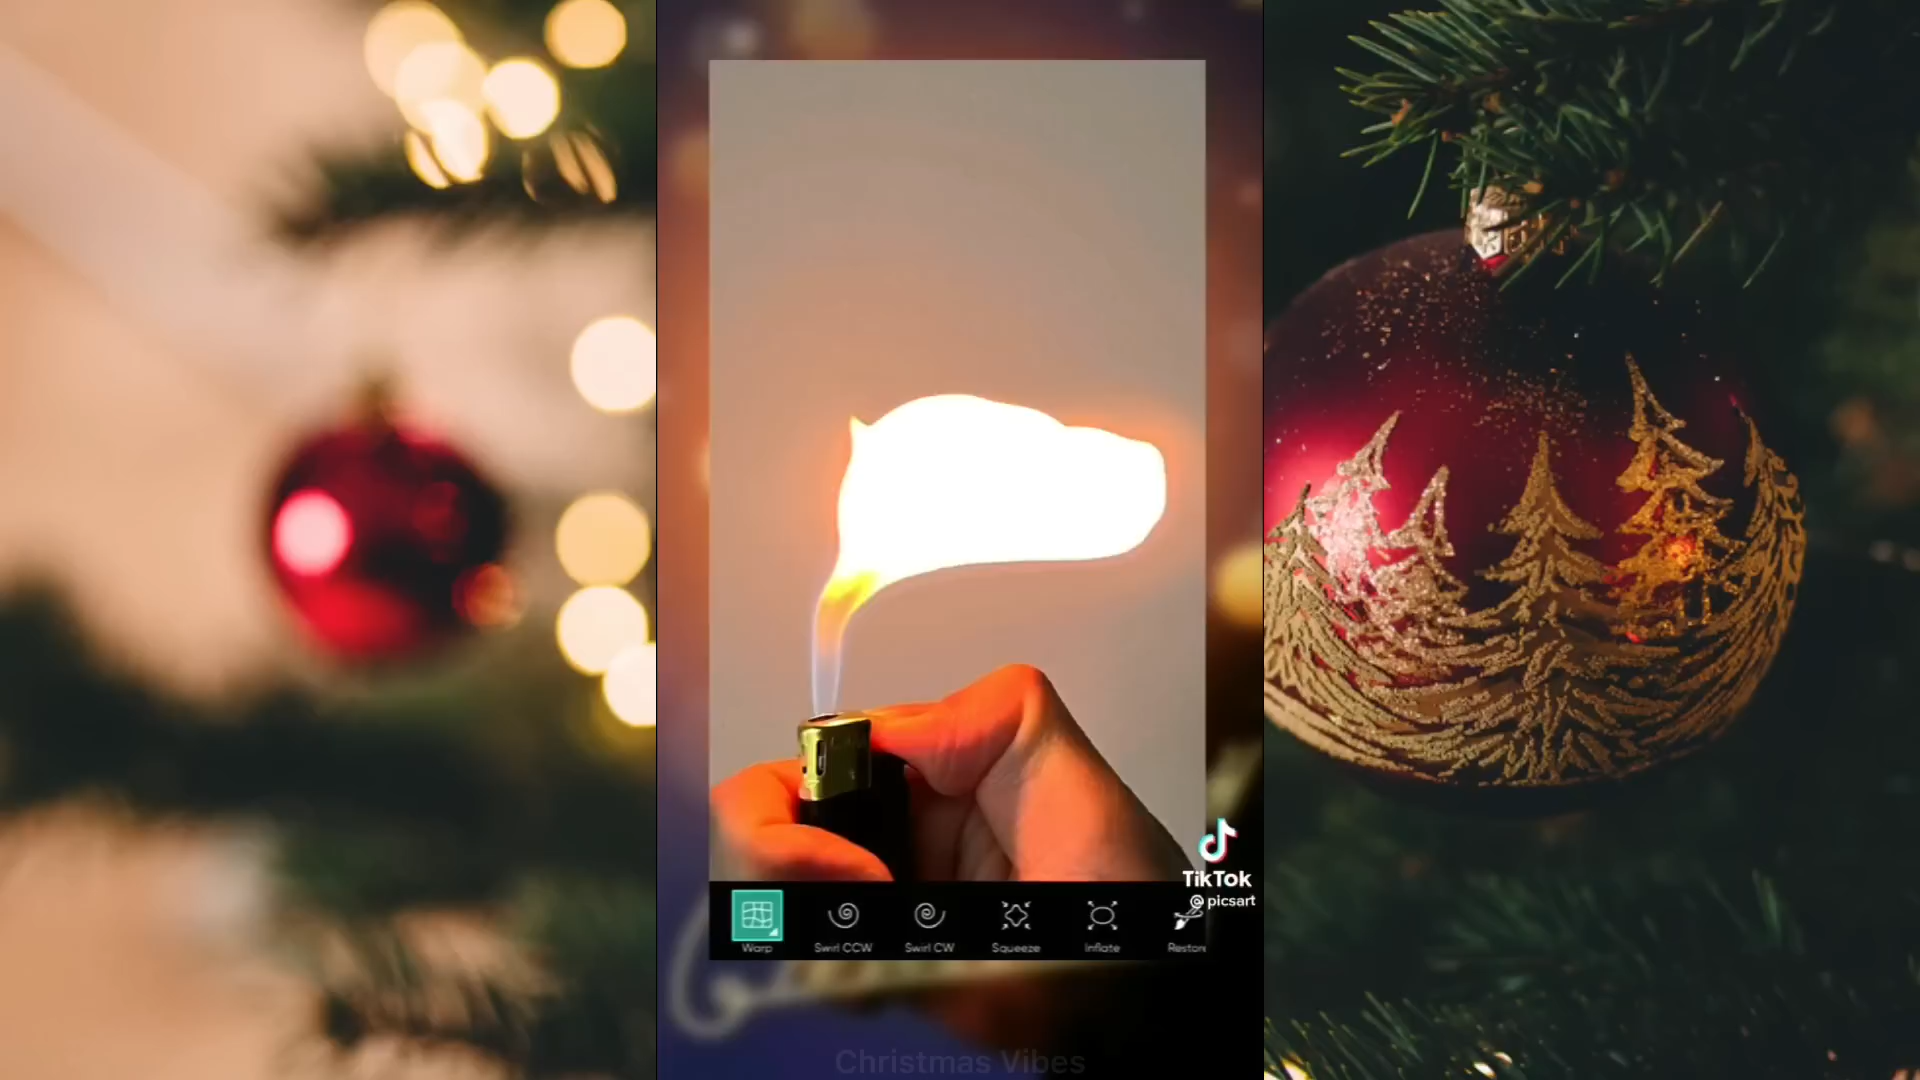 TikTok
@picsart
Warp
Swirl CCW
Swirl CW
Squeeze
Inflate
Restore
Christmas Vibes